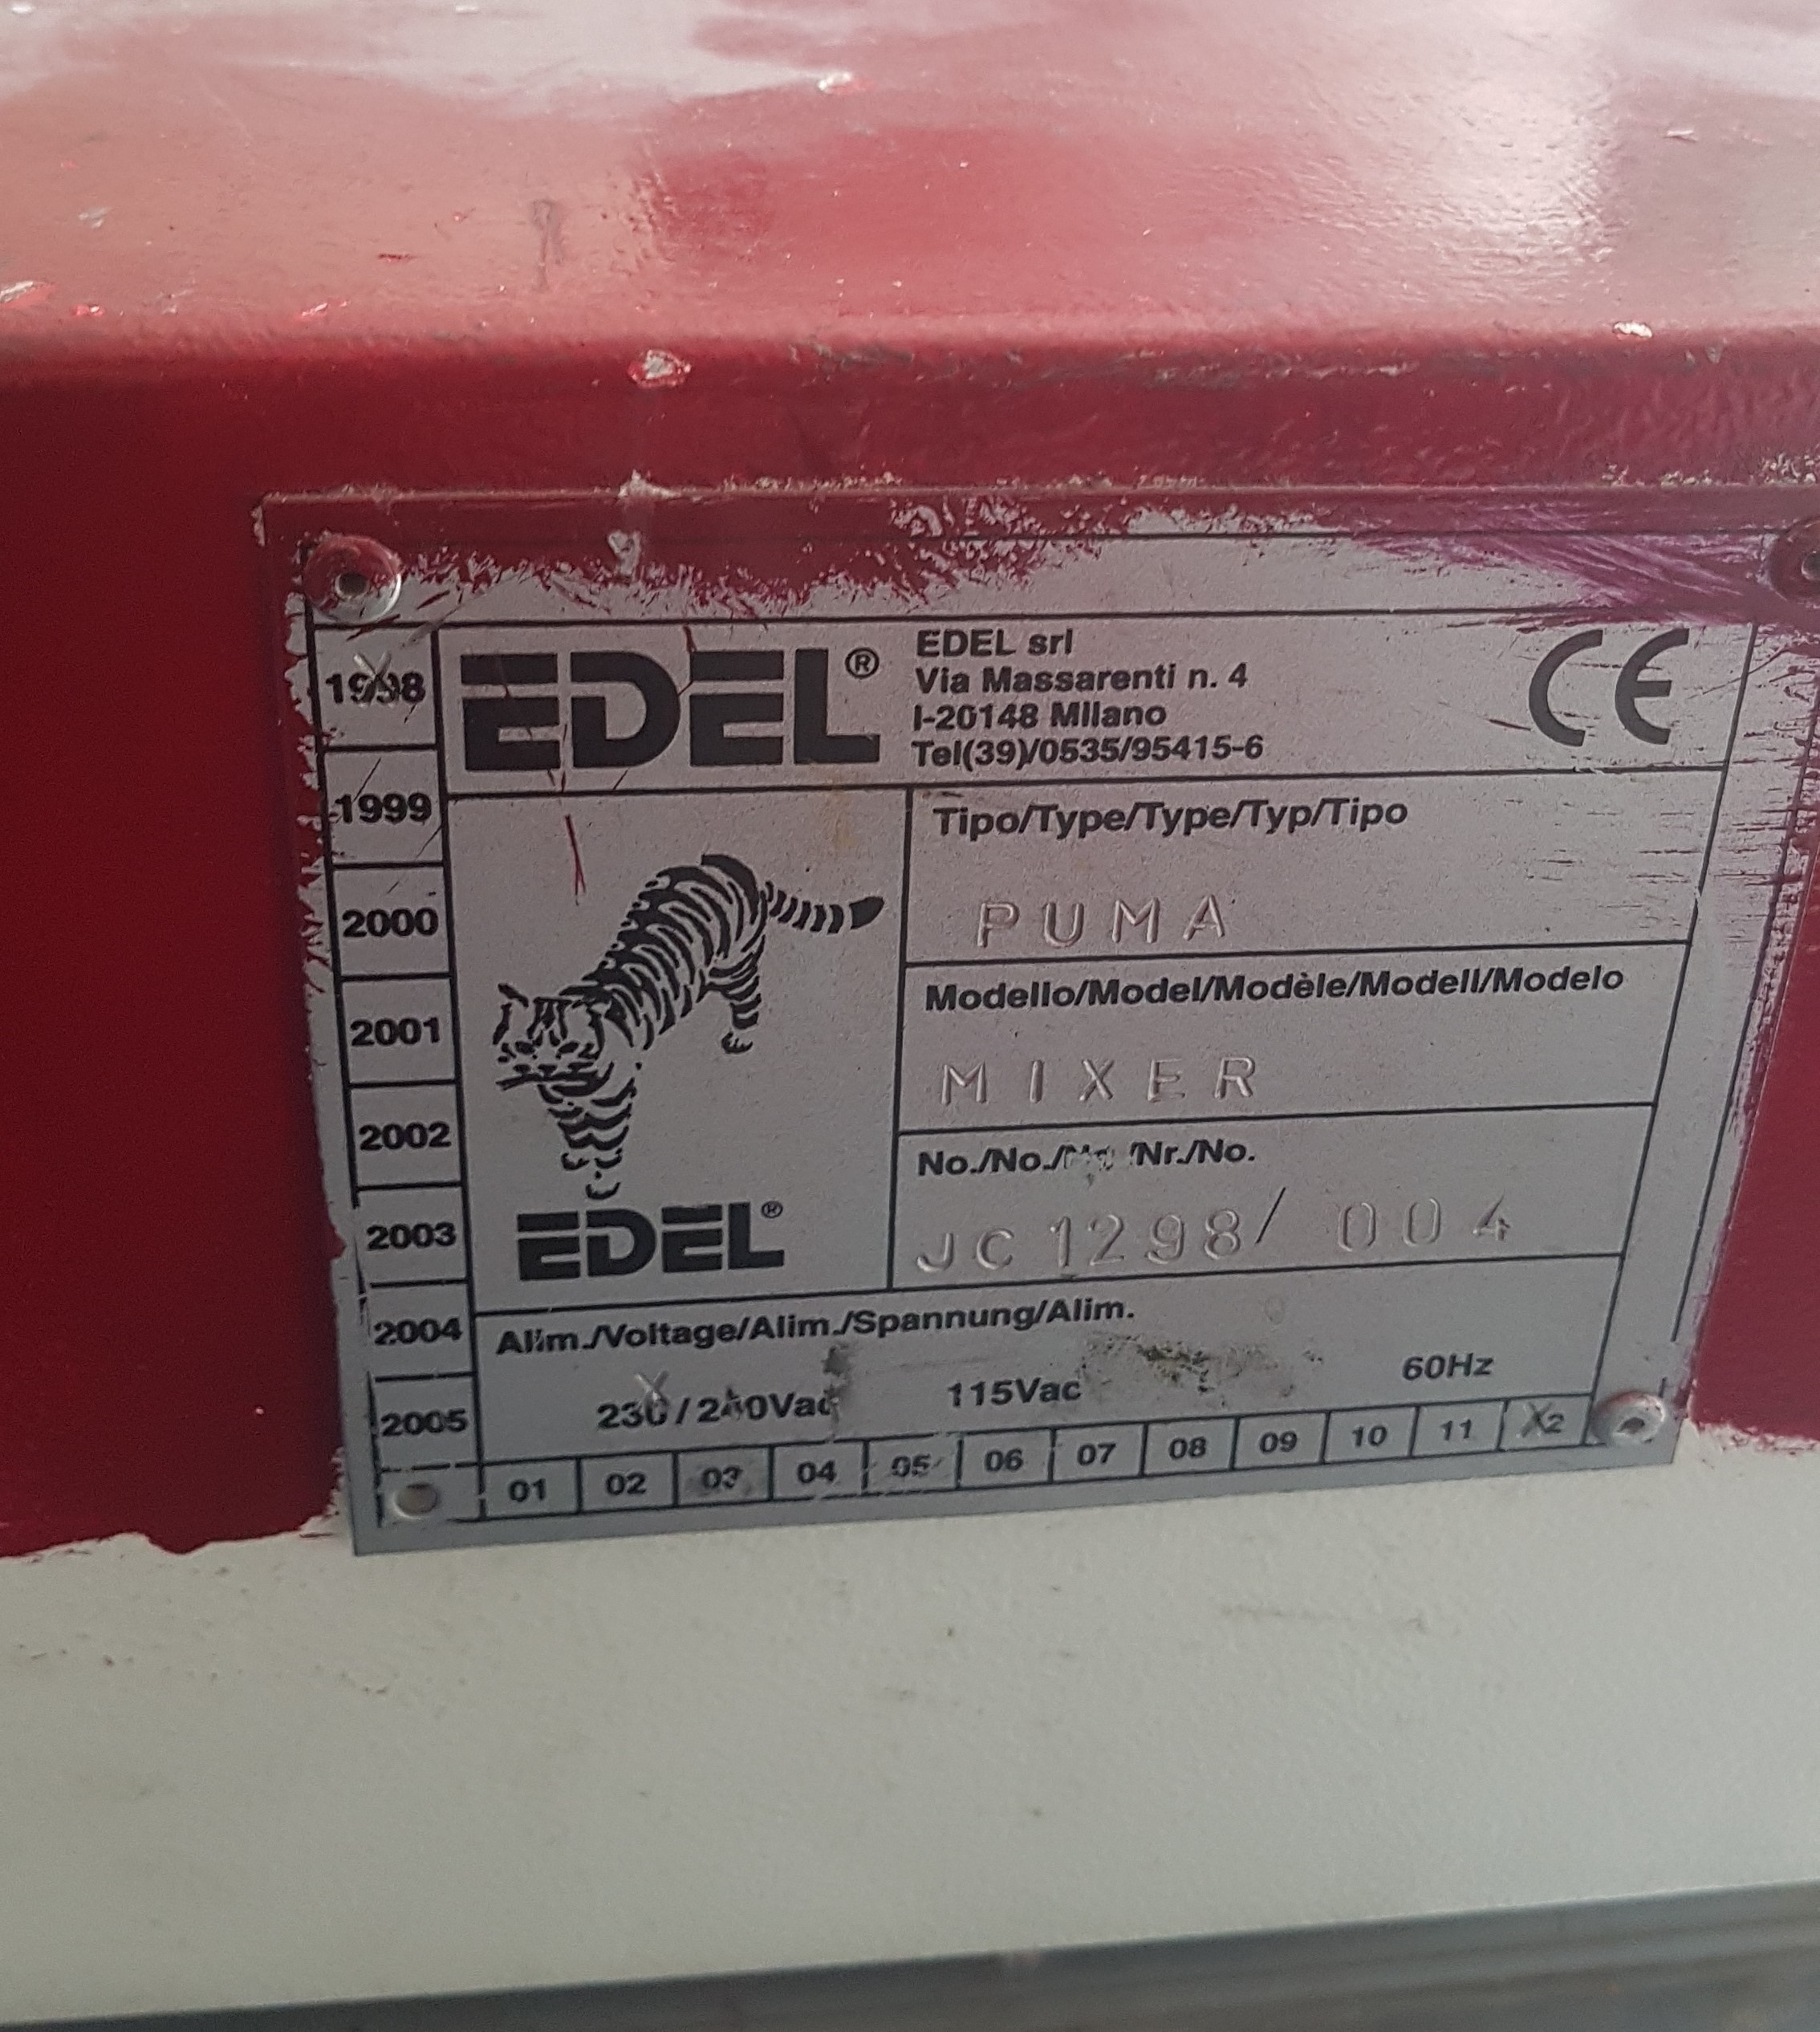 EDEL®
EDEL srl
Via Massarenti n. 4
I-20148 Milano
Tel(39)/0535/95415-6
CE
1998
1999
2000
2001
2002
2003
2004
2005
Tipo/Type/Type/Typ/Tipo
PUMA
Modello/Model/Modèle/Modell/Modelo
MIXER
No./No./ /Nr./No.
JC1298/ 004
EDEL®
Alim./Voltage/Alim./Spannung/Alim.
230/240Vac 115Vac 60Hz
01 02 03 04 05 06 07 08 09 10 11 X2